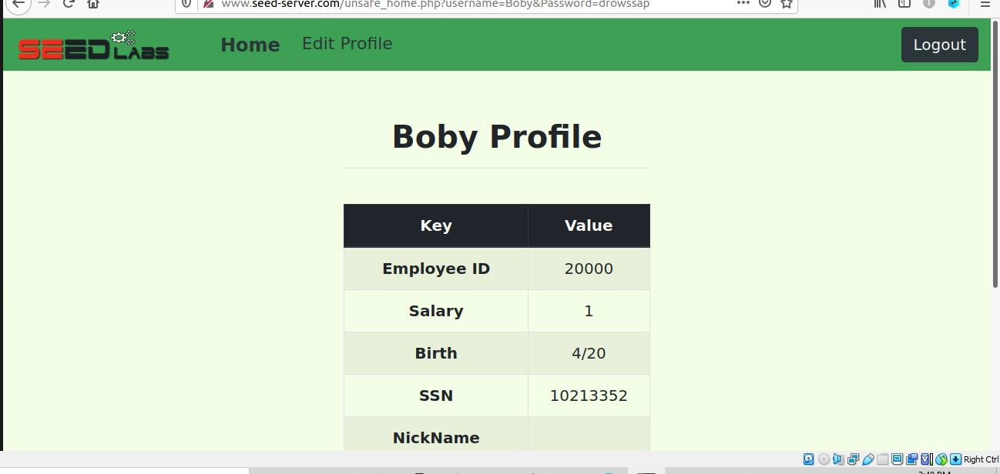 www.seed-server.com/unsafe_home.php?username=Boby&Password=drowssap
SEED LABS Home Edit Profile Logout
Boby Profile
Key Value
Employee ID 20000
Salary 1
Birth 4/20
SSN 10213352
NickName
Right Ctrl